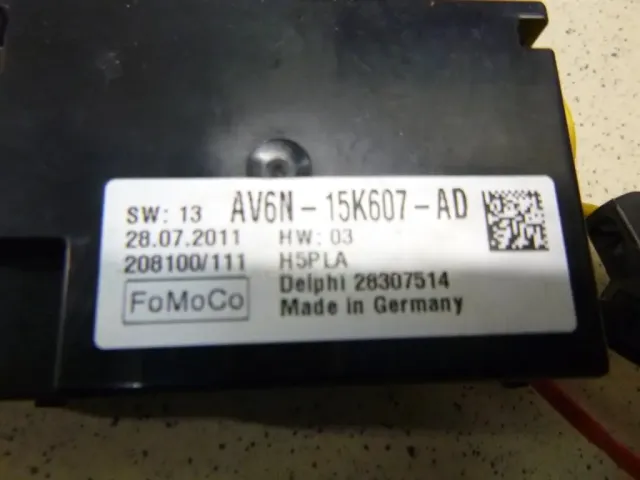 SW: 13 AV6N-15K607-AD
28.07.2011 HW: 03
208100/111 H5PLA
Delphi 28307514
FoMoCo Made in Germany